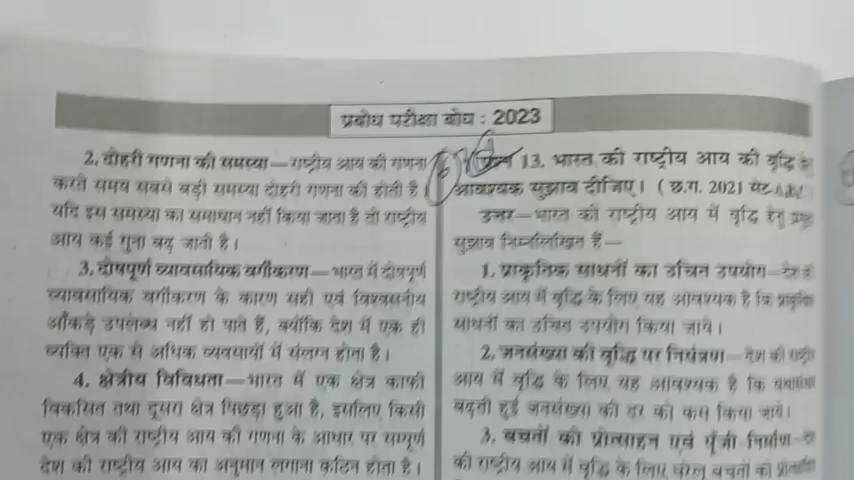 प्रबोध परीक्षा बोध : 2023
2. दोहरी गणना की समस्या—राष्ट्रीय आय की गणना
करते समय सबसे बड़ी समस्या दोहरी गणना की होती है।
यदि इस समस्या का समाधान नहीं किया जाता है तो राष्ट्रीय
आय कई गुना बढ़ जाती है।
3. दोषपूर्ण व्यावसायिक वर्गीकरण—भारत में दोषपूर्ण
व्यावसायिक वर्गीकरण के कारण सही एवं विश्वसनीय
आँकड़े उपलब्ध नहीं हो पाते हैं, क्योंकि देश में एक ही
व्यक्ति एक से अधिक व्यवसायों में संलग्न होता है।
4. क्षेत्रीय विविधता—भारत में एक क्षेत्र काफी
विकसित तथा दूसरा क्षेत्र पिछड़ा हुआ है, इसलिए किसी
एक क्षेत्र की राष्ट्रीय आय की गणना के आधार पर सम्पूर्ण
देश की राष्ट्रीय आय का अनुमान लगाना कठिन होता है।
प्रश्न 13. भारत की राष्ट्रीय आय की वृद्धि के
आवश्यक सुझाव दीजिए। (छ.ग. 2021 सेट
उत्तर—भारत की राष्ट्रीय आय में वृद्धि हेतु
सुझाव निम्नलिखित हैं—
1. प्राकृतिक साधनों का उचित उपयोग—देश
राष्ट्रीय आय में वृद्धि के लिए यह आवश्यक है कि
साधनों का उचित उपयोग किया जाये।
2. जनसंख्या की वृद्धि पर नियंत्रण—देश की राष्ट्रीय
आय में वृद्धि के लिए यह आवश्यक है कि
बढ़ती हुई जनसंख्या की दर को कम किया जाये।
3. बचतों को प्रोत्साहन एवं पूँजी निर्माण—
की राष्ट्रीय आय में वृद्धि के लिए घरेलू बचतों को